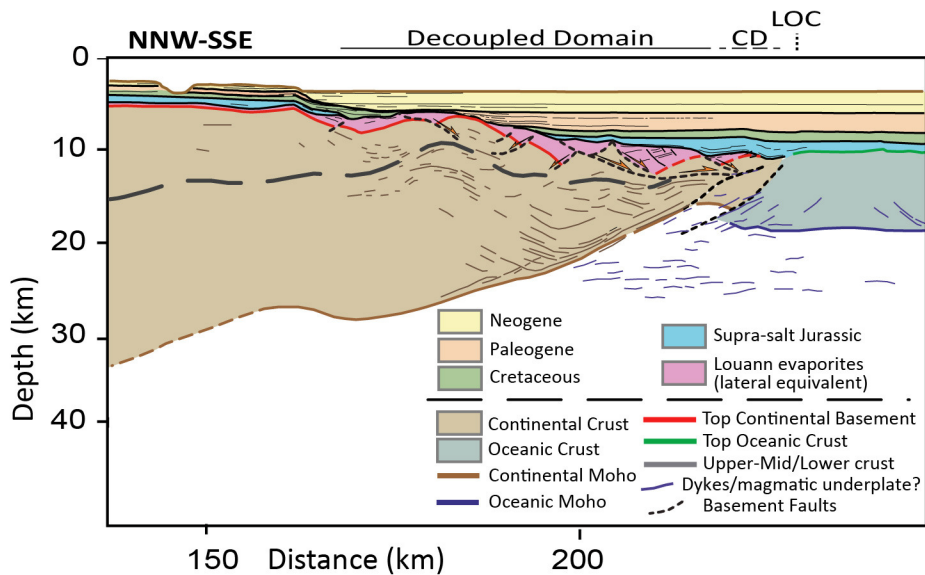 LOC
NNW-SSE
Decoupled Domain
CD
0
10
20
30
40
Depth (km)
Neogene
Paleogene
Cretaceous
Supra-salt Jurassic
Louann evaporites
(lateral equivalent)
Continental Crust
Oceanic Crust
Continental Moho
Oceanic Moho
Top Continental Basement
Top Oceanic Crust
Upper-Mid/Lower crust
Dykes/magmatic underplate?
Basement Faults
150
Distance (km)
200